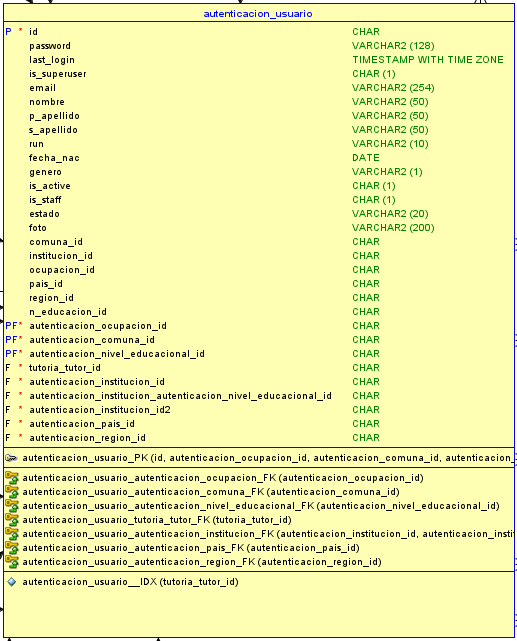 autenticacion_usuario
P * id CHAR
password VARCHAR2 (128)
last_login TIMESTAMP WITH TIME ZONE
is_superuser CHAR (1)
email VARCHAR2 (254)
nombre VARCHAR2 (50)
p_apellido VARCHAR2 (50)
s_apellido VARCHAR2 (50)
run VARCHAR2 (10)
fecha_nac DATE
genero VARCHAR2 (1)
is_active CHAR (1)
is_staff CHAR (1)
estado VARCHAR2 (20)
foto VARCHAR2 (200)
comuna_id CHAR
institucion_id CHAR
ocupacion_id CHAR
pais_id CHAR
region_id CHAR
n_educacion_id CHAR
PF* autenticacion_ocupacion_id CHAR
PF* autenticacion_comuna_id CHAR
PF* autenticacion_nivel_educacional_id CHAR
F * tutoria_tutor_id CHAR
F * autenticacion_institucion_id CHAR
F * autenticacion_institucion_autenticacion_nivel_educacional_id CHAR
F * autenticacion_institucion_id2 CHAR
F * autenticacion_pais_id CHAR
F * autenticacion_region_id CHAR
autenticacion_usuario_PK (id, autenticacion_ocupacion_id, autenticacion_comuna_id, autenticacion_
autenticacion_usuario_autenticacion_ocupacion_FK (autenticacion_ocupacion_id)
autenticacion_usuario_autenticacion_comuna_FK (autenticacion_comuna_id)
autenticacion_usuario_autenticacion_nivel_educacional_FK (autenticacion_nivel_educacional_id)
autenticacion_usuario_tutoria_tutor_FK (tutoria_tutor_id)
autenticacion_usuario_autenticacion_institucion_FK (autenticacion_institucion_id, autenticacion_instit
autenticacion_usuario_autenticacion_pais_FK (autenticacion_pais_id)
autenticacion_usuario_autenticacion_region_FK (autenticacion_region_id)
autenticacion_usuario__IDX (tutoria_tutor_id)